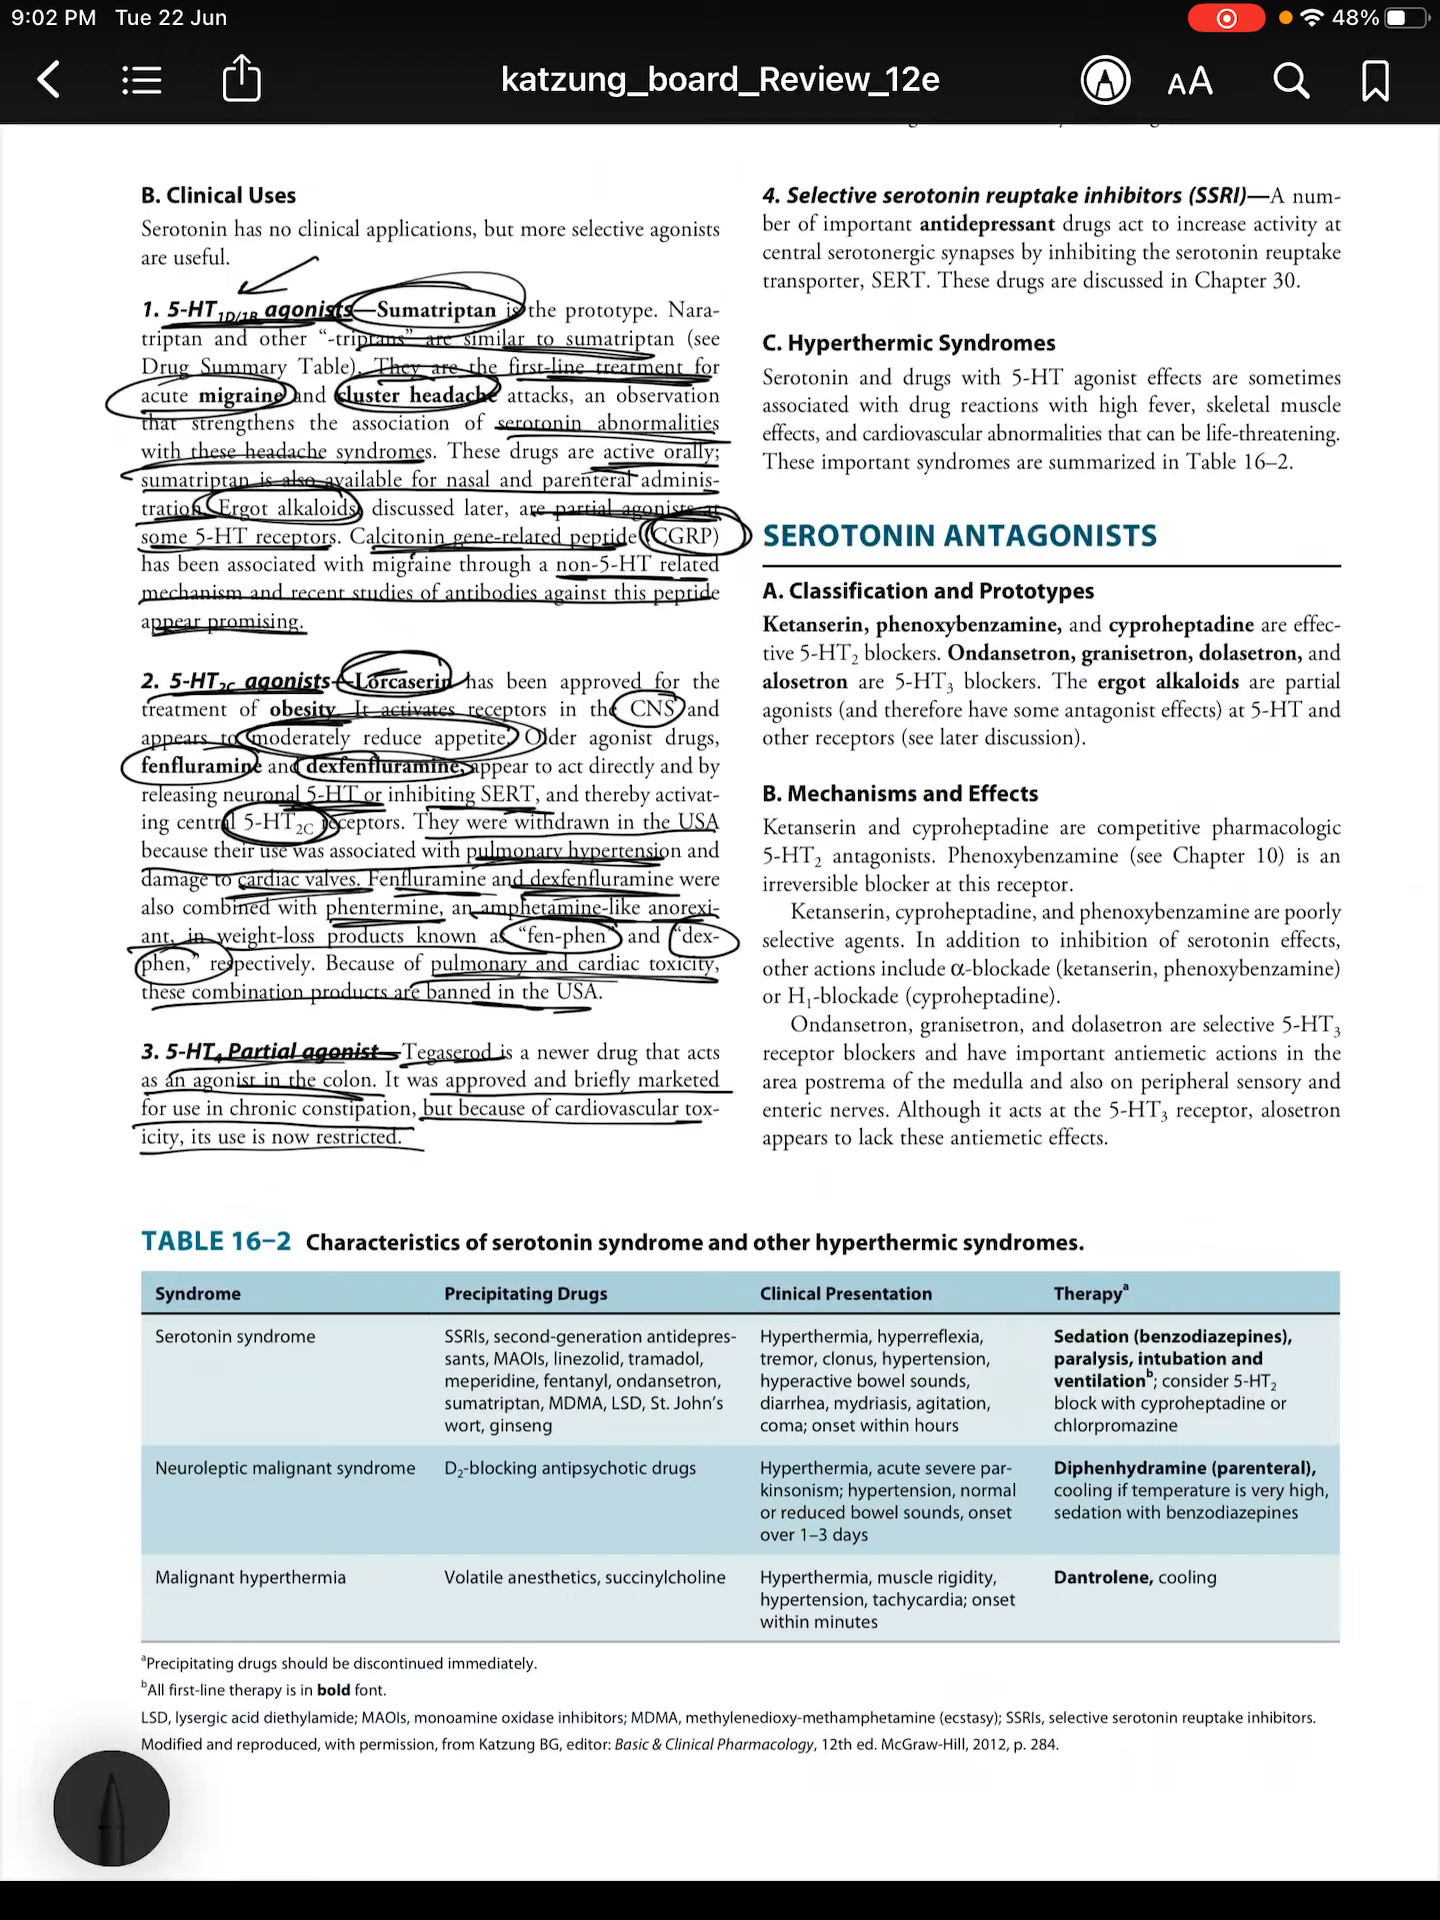 9:02 PM Tue 22 Jun
48%
katzung_board_Review_12e
AA
B. Clinical Uses
Serotonin has no clinical applications, but more selective agonists
are useful.
1. 5-HT1D/1B agonists—Sumatriptan is the prototype. Nara-
triptan and other “-triptans” are similar to sumatriptan (see
Drug Summary Table). They are the first-line treatment for
acute migraine and cluster headache attacks, an observation
that strengthens the association of serotonin abnormalities
with these headache syndromes. These drugs are active orally;
sumatriptan is also available for nasal and parenteral adminis-
tration. Ergot alkaloids, discussed later, are partial agonists at
some 5-HT receptors. Calcitonin gene-related peptide (CGRP)
has been associated with migraine through a non-5-HT related
mechanism and recent studies of antibodies against this peptide
appear promising.
2. 5-HT2C agonists—Lorcaserin has been approved for the
treatment of obesity. It activates receptors in the CNS and
appears to moderately reduce appetite. Older agonist drugs,
fenfluramine and dexfenfluramine, appear to act directly and by
releasing neuronal 5-HT or inhibiting SERT, and thereby activat-
ing central 5-HT2C receptors. They were withdrawn in the USA
because their use was associated with pulmonary hypertension and
damage to cardiac valves. Fenfluramine and dexfenfluramine were
also combined with phentermine, an amphetamine-like anorexi-
ant, in weight-loss products known as “fen-phen” and “dex-
phen,” respectively. Because of pulmonary and cardiac toxicity,
these combination products are banned in the USA.
3. 5-HT4 Partial agonist—Tegaserod is a newer drug that acts
as an agonist in the colon. It was approved and briefly marketed
for use in chronic constipation, but because of cardiovascular tox-
icity, its use is now restricted.
4. Selective serotonin reuptake inhibitors (SSRI)—A num-
ber of important antidepressant drugs act to increase activity at
central serotonergic synapses by inhibiting the serotonin reuptake
transporter, SERT. These drugs are discussed in Chapter 30.
C. Hyperthermic Syndromes
Serotonin and drugs with 5-HT agonist effects are sometimes
associated with drug reactions with high fever, skeletal muscle
effects, and cardiovascular abnormalities that can be life-threatening.
These important syndromes are summarized in Table 16–2.
SEROTONIN ANTAGONISTS
A. Classification and Prototypes
Ketanserin, phenoxybenzamine, and cyproheptadine are effec-
tive 5-HT2 blockers. Ondansetron, granisetron, dolasetron, and
alosetron are 5-HT3 blockers. The ergot alkaloids are partial
agonists (and therefore have some antagonist effects) at 5-HT and
other receptors (see later discussion).
B. Mechanisms and Effects
Ketanserin and cyproheptadine are competitive pharmacologic
5-HT2 antagonists. Phenoxybenzamine (see Chapter 10) is an
irreversible blocker at this receptor.
Ketanserin, cyproheptadine, and phenoxybenzamine are poorly
selective agents. In addition to inhibition of serotonin effects,
other actions include α-blockade (ketanserin, phenoxybenzamine)
or H1-blockade (cyproheptadine).
Ondansetron, granisetron, and dolasetron are selective 5-HT3
receptor blockers and have important antiemetic actions in the
area postrema of the medulla and also on peripheral sensory and
enteric nerves. Although it acts at the 5-HT3 receptor, alosetron
appears to lack these antiemetic effects.
TABLE 16–2 Characteristics of serotonin syndrome and other hyperthermic syndromes.
Syndrome
Precipitating Drugs
Clinical Presentation
Therapya
Serotonin syndrome
SSRIs, second-generation antidepres-
sants, MAOIs, linezolid, tramadol,
meperidine, fentanyl, ondansetron,
sumatriptan, MDMA, LSD, St. John’s
wort, ginseng
Hyperthermia, hyperreflexia,
tremor, clonus, hypertension,
hyperactive bowel sounds,
diarrhea, mydriasis, agitation,
coma; onset within hours
Sedation (benzodiazepines),
paralysis, intubation and
ventilationb; consider 5-HT2
block with cyproheptadine or
chlorpromazine
Neuroleptic malignant syndrome
D2-blocking antipsychotic drugs
Hyperthermia, acute severe par-
kinsonism; hypertension, normal
or reduced bowel sounds, onset
over 1–3 days
Diphenhydramine (parenteral),
cooling if temperature is very high,
sedation with benzodiazepines
Malignant hyperthermia
Volatile anesthetics, succinylcholine
Hyperthermia, muscle rigidity,
hypertension, tachycardia; onset
within minutes
Dantrolene, cooling
aPrecipitating drugs should be discontinued immediately.
bAll first-line therapy is in bold font.
LSD, lysergic acid diethylamide; MAOIs, monoamine oxidase inhibitors; MDMA, methylenedioxy-methamphetamine (ecstasy); SSRIs, selective serotonin reuptake inhibitors.
Modified and reproduced, with permission, from Katzung BG, editor: Basic & Clinical Pharmacology, 12th ed. McGraw-Hill, 2012, p. 284.